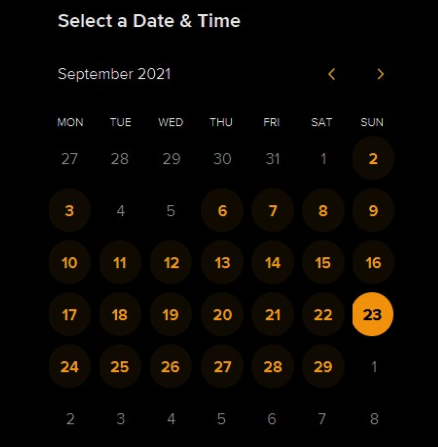 Select a Date & Time
September 2021
MON TUE WED THU FRI SAT SUN
27 28 29 30 31 1 2
3 4 5 6 7 8 9
10 11 12 13 14 15 16
17 18 19 20 21 22 23
24 25 26 27 28 29 1
2 3 4 5 6 7 8